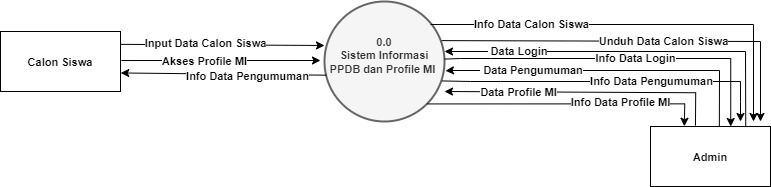 Calon Siswa
Input Data Calon Siswa
Akses Profile MI
Info Data Pengumuman
0.0
Sistem Informasi
PPDB dan Profile MI
Info Data Calon Siswa
Unduh Data Calon Siswa
Data Login
Info Data Login
Data Pengumuman
Info Data Pengumuman
Data Profile MI
Info Data Profile MI
Admin